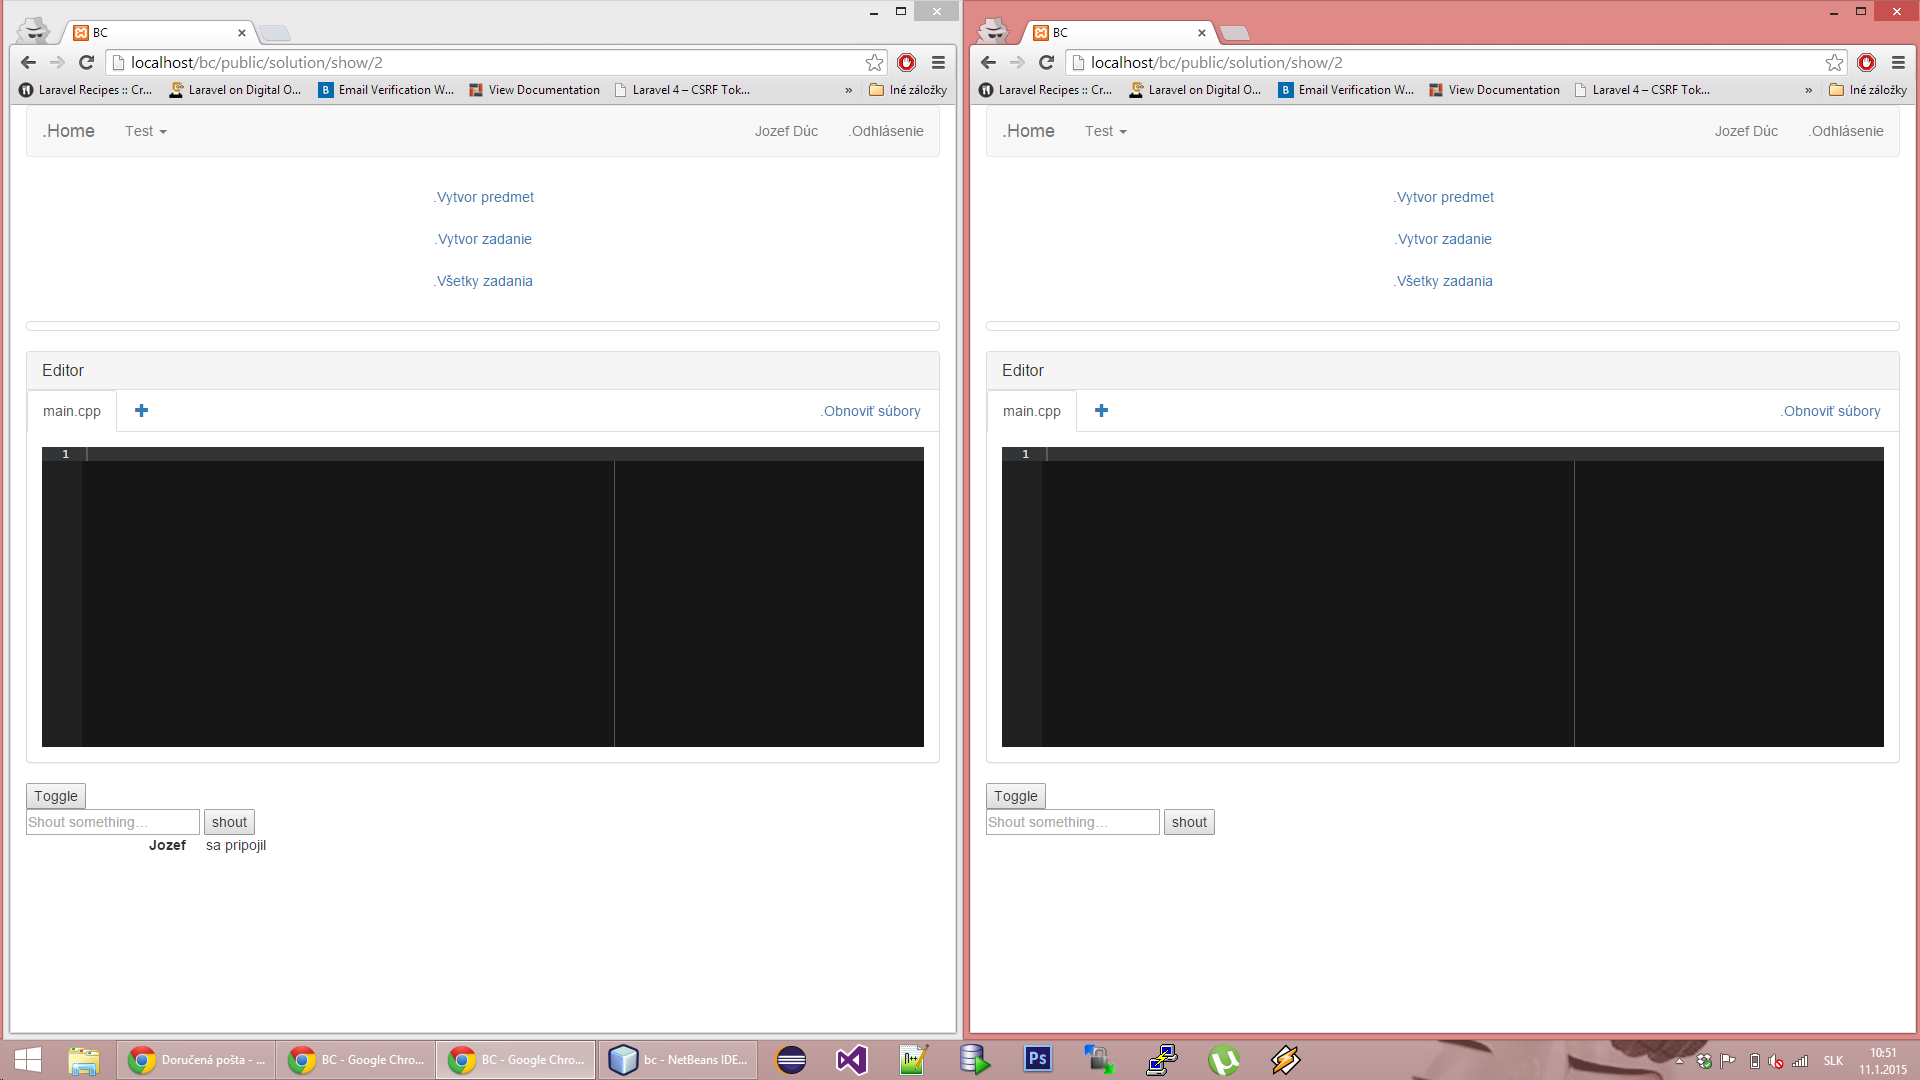 BC
localhost/bc/public/solution/show/2
Laravel Recipes :: Cr...
Laravel on Digital O...
Email Verification W...
View Documentation
Laravel 4 – CSRF Tok...
»
Iné záložky
.Home
Test
Jozef Dúc
.Odhlásenie
.Vytvor predmet
.Vytvor zadanie
.Všetky zadania
Editor
main.cpp
.Obnoviť súbory
1
Toggle
Shout something...
shout
Jozef sa pripojil
BC
localhost/bc/public/solution/show/2
Laravel Recipes :: Cr...
Laravel on Digital O...
Email Verification W...
View Documentation
Laravel 4 – CSRF Tok...
»
Iné záložky
.Home
Test
Jozef Dúc
.Odhlásenie
.Vytvor predmet
.Vytvor zadanie
.Všetky zadania
Editor
main.cpp
.Obnoviť súbory
1
Toggle
Shout something...
shout
Doručená pošta - ...
BC - Google Chro...
BC - Google Chro...
bc - NetBeans IDE...
Ps
SLK
10:51
11.1.2015